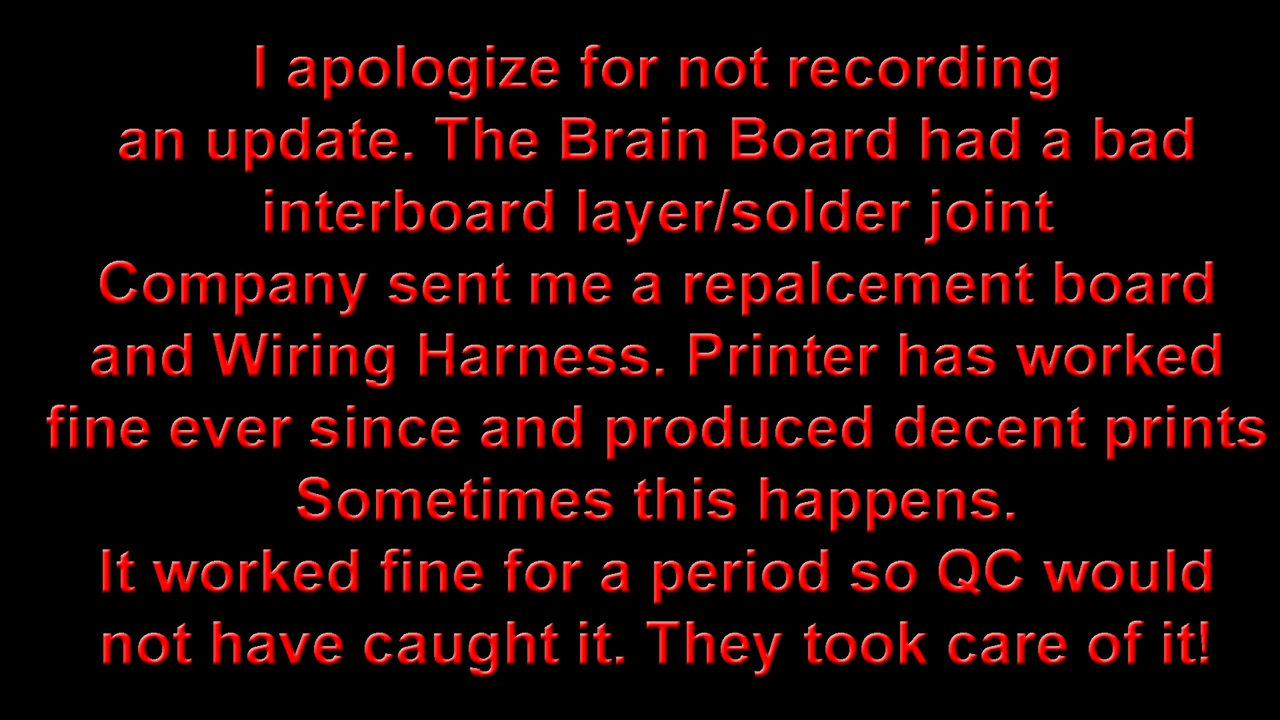 I apologize for not recording
an update. The Brain Board had a bad
interboard layer/solder joint
Company sent me a repalcement board
and Wiring Harness. Printer has worked
fine ever since and produced decent prints
Sometimes this happens.
It worked fine for a period so QC would
not have caught it. They took care of it!